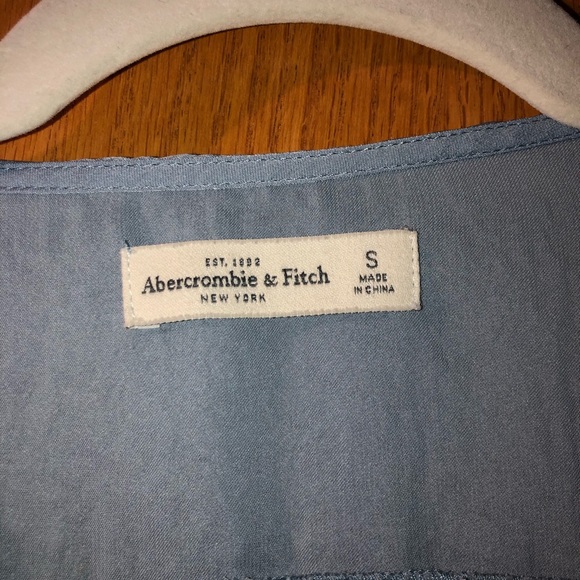 EST. 1892
Abercrombie & Fitch
NEW YORK
S
MADE
IN CHINA